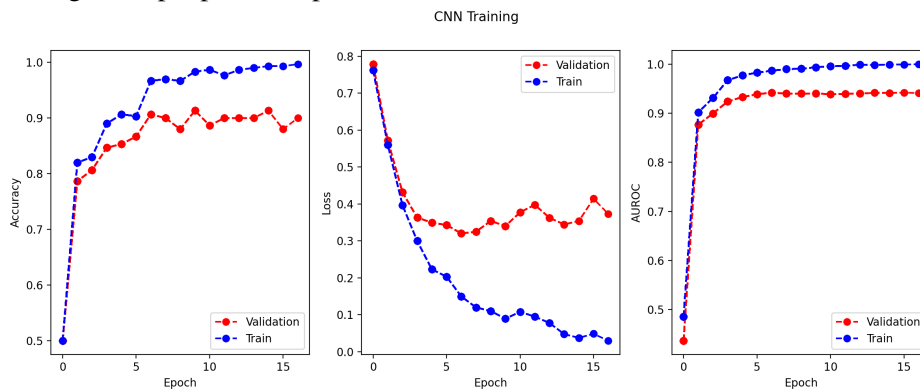 CNN Training
1.0
0.9
0.8
0.7
0.6
0.5
Accuracy
0 5 10 15
Epoch
Validation
Train
0.8
0.7
0.6
0.5
0.4
0.3
0.2
0.1
0.0
Loss
0 5 10 15
Epoch
Validation
Train
1.0
0.9
0.8
0.7
0.6
0.5
AUROC
0 5 10 15
Epoch
Validation
Train